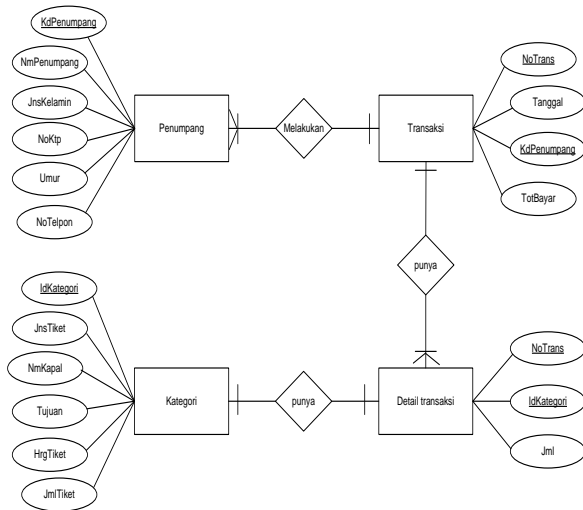 KdPenumpang
NmPenumpang
JnsKelamin
NoKtp
Umur
NoTelpon
Penumpang
Melakukan
Transaksi
NoTrans
Tanggal
KdPenumpang
TotBayar
punya
IdKategori
JnsTiket
NmKapal
Tujuan
HrgTiket
JmlTiket
Kategori
punya
Detail transaksi
NoTrans
IdKategori
Jml